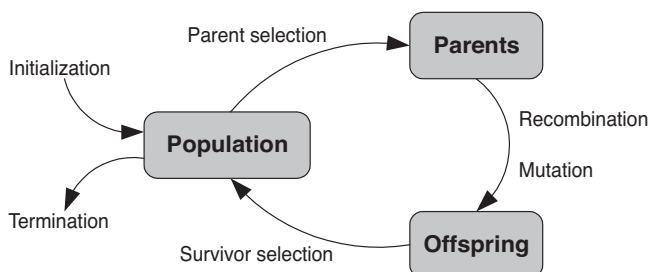 Parent selection
Parents
Initialization
Recombination
Population
Mutation
Termination
Survivor selection
Offspring